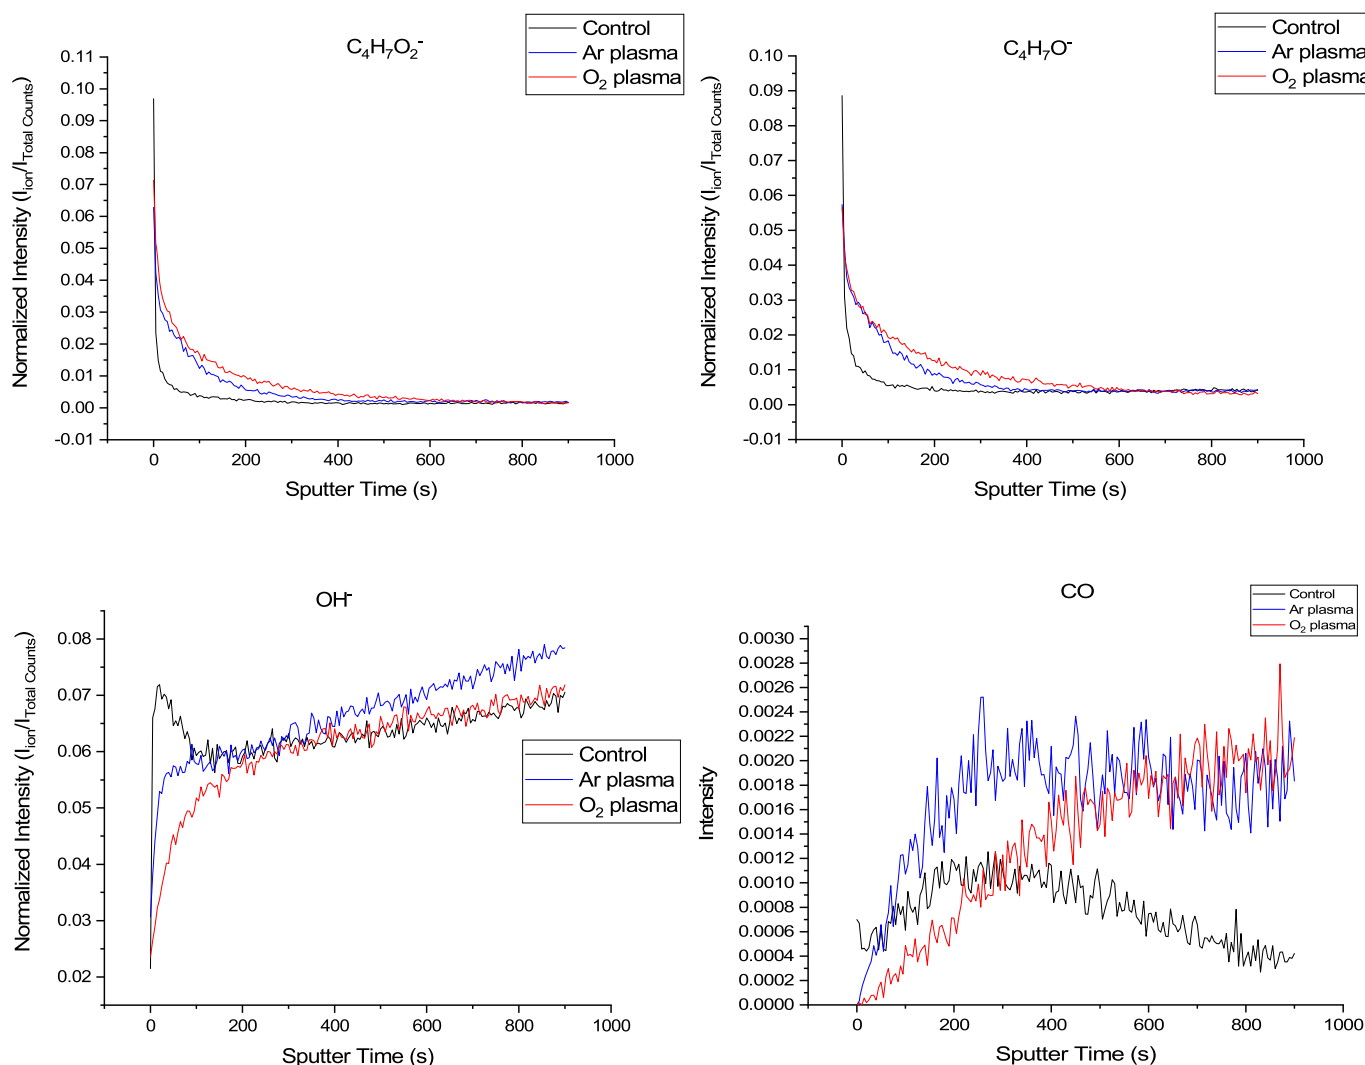 C₄H₇O₂⁻
Control
Ar plasma
O₂ plasma
Normalized Intensity (I_ion/I_Total Counts)
0.11
0.10
0.09
0.08
0.07
0.06
0.05
0.04
0.03
0.02
0.01
0.00
-0.01
0 200 400 600 800 1000
Sputter Time (s)
C₄H₇O⁻
Control
Ar plasma
O₂ plasma
Normalized Intensity (I_ion/I_Total Counts)
0.10
0.09
0.08
0.07
0.06
0.05
0.04
0.03
0.02
0.01
0.00
-0.01
0 200 400 600 800 1000
Sputter Time (s)
OH⁻
Normalized Intensity (I_ion/I_Total Counts)
0.08
0.07
0.06
0.05
0.04
0.03
0.02
Control
Ar plasma
O₂ plasma
0 200 400 600 800 1000
Sputter Time (s)
CO
Control
Ar plasma
O₂ plasma
Intensity
0.0030
0.0028
0.0026
0.0024
0.0022
0.0020
0.0018
0.0016
0.0014
0.0012
0.0010
0.0008
0.0006
0.0004
0.0002
0.0000
0 200 400 600 800 1000
Sputter Time (s)